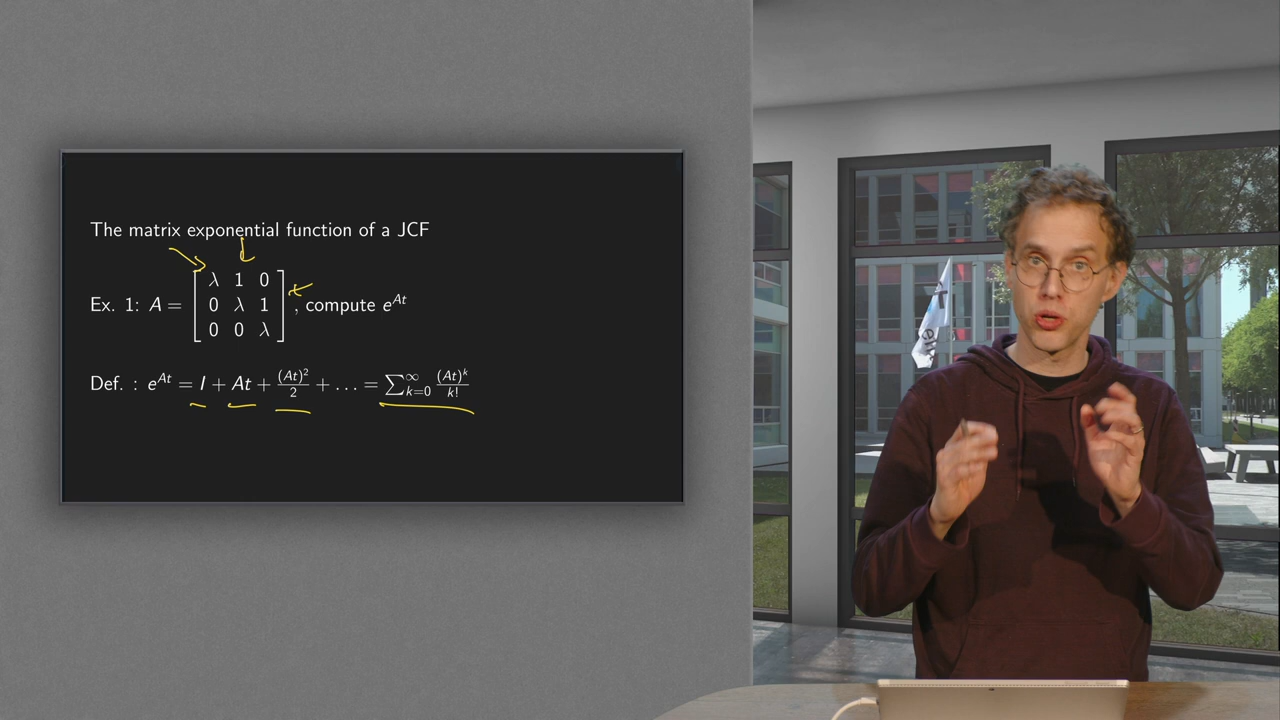 The matrix exponential function of a JCF
Ex. 1: A = [λ 1 0; 0 λ 1; 0 0 λ], compute e^{At}
Def. : e^{At} = I + At + (At)^2/2 + … = ∑_{k=0}^{∞} (At)^k/k!